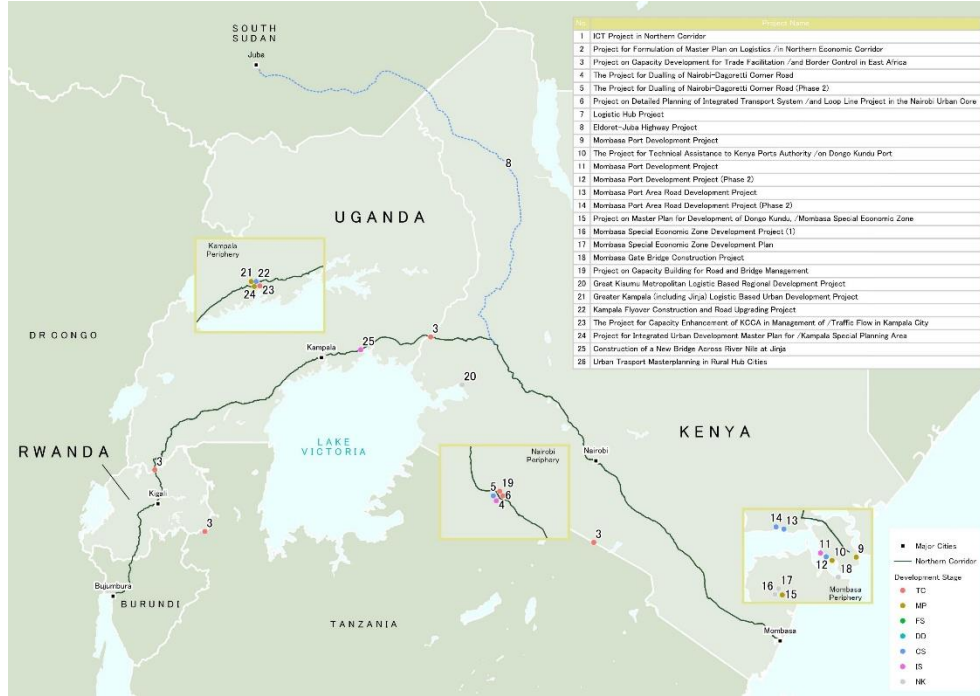 No. Project Name
1 ICT Project in Northern Corridor
2 Project for Formulation of Master Plan on Logistics /in Northern Economic Corridor
3 Project on Capacity Development for Trade Facilitation /and Border Control in East Africa
4 The Project for Dualling of Nairobi-Dagoretti Corner Road
5 The Project for Dualling of Nairobi-Dagoretti Corner Road (Phase 2)
6 Project on Detailed Planning of Integrated Transport System /and Loop Line Project in the Nairobi Urban Core
7 Logistic Hub Project
8 Eldoret-Juba Highway Project
9 Mombasa Port Development Project
10 The Project for Technical Assistance to Kenya Ports Authority /on Dongo Kundu Port
11 Mombasa Port Development Project
12 Mombasa Port Development Project (Phase 2)
13 Mombasa Port Area Road Development Project
14 Mombasa Port Area Road Development Project (Phase 2)
15 Project on Master Plan for Development of Dongo Kundu, /Mombasa Special Economic Zone
16 Mombasa Special Economic Zone Development Project (1)
17 Mombasa Special Economic Zone Development Plan
18 Mombasa Gate Bridge Construction Project
19 Project on Capacity Building for Road and Bridge Management
20 Great Kisumu Metropolitan Logistic Based Regional Development Project
21 Greater Kampala (including Jinja) Logistic Based Urban Development Project
22 Kampala Flyover Construction and Road Upgrading Project
23 The Project for Capacity Enhancement of KCCA in Management of /Traffic Flow in Kampala City
24 Project for Integrated Urban Development Master Plan for /Kampala Special Planning Area
25 Construction of a New Bridge Across River Nile at Jinja
26 Urban Trasport Masterplanning in Rural Hub Cities
SOUTH
SUDAN
Juba
8
UGANDA
Kampala
Periphery
21 22
24 23
DR CONGO
Kampala
25
3
20
LAKE
VICTORIA
KENYA
RWANDA
3
Kigali
3
Nairobi
Periphery
19
5 6
4
Nairobi
3
Bujumbura
BURUNDI
TANZANIA
Mombasa
14 13
11 10 9
12 18
17
16 15
Mombasa
Periphery
Major Cities
Northern Corridor
Development Stage
TC
MP
FS
DD
CS
IS
NK